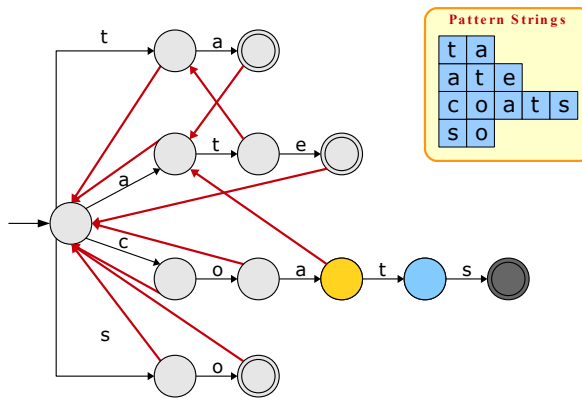 Pattern Strings
t a
a t e
c o a t s
s o
t a
a t e
c o a t s
s o